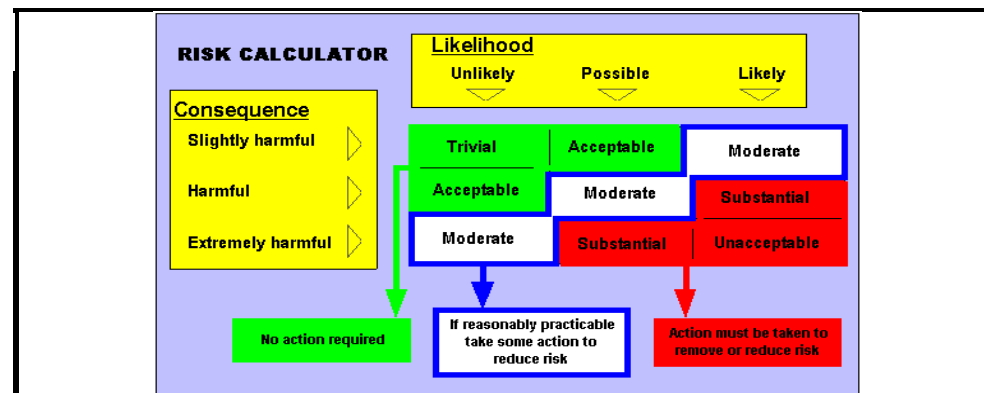 RISK CALCULATOR
Likelihood
Unlikely Possible Likely
Consequence
Slightly harmful
Trivial Acceptable Moderate
Harmful
Acceptable Moderate Substantial
Extremely harmful
Moderate Substantial Unacceptable
No action required
If reasonably practicable
take some action to
reduce risk
Action must be taken to
remove or reduce risk